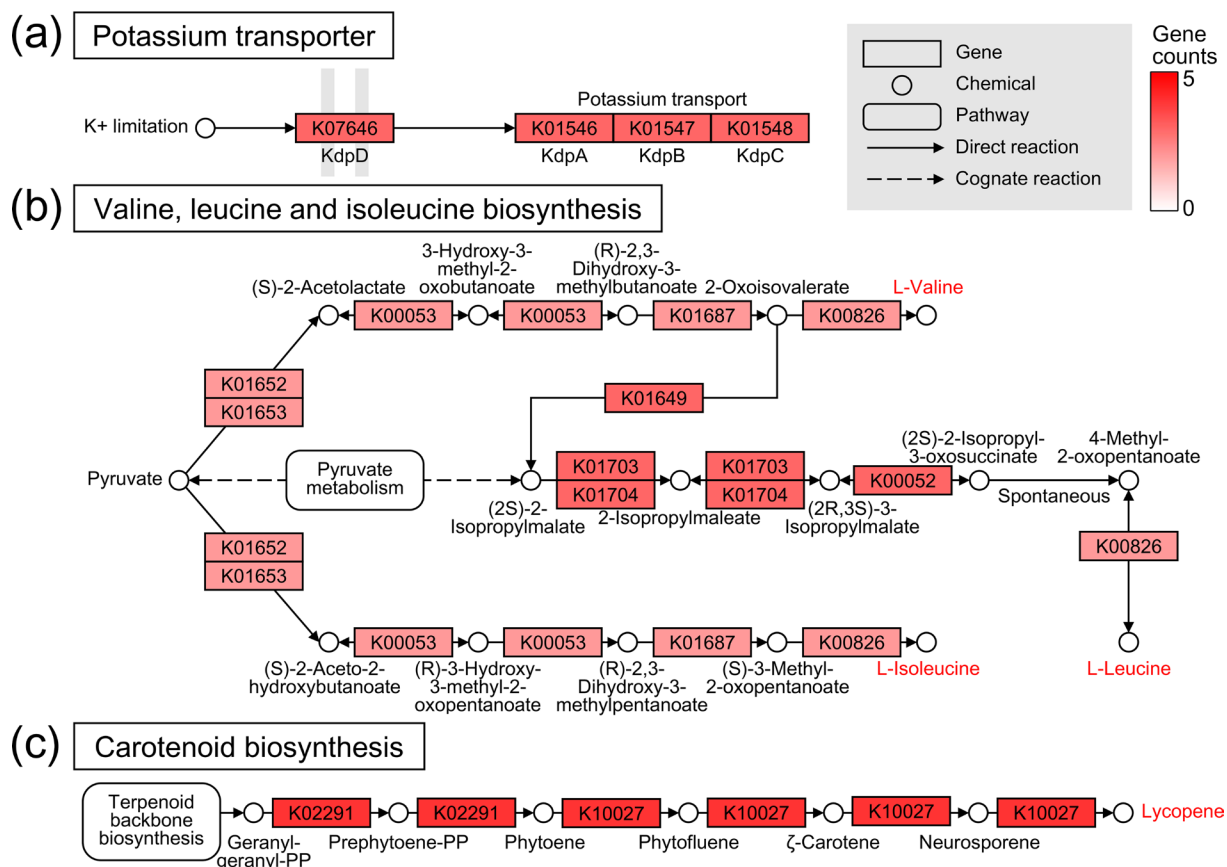 (a) Potassium transporter
K+ limitation
K07646
KdpD
Potassium transport
K01546 K01547 K01548
KdpA KdpB KdpC
Gene
Chemical
Pathway
Direct reaction
Cognate reaction
Gene
counts
5
0
(b) Valine, leucine and isoleucine biosynthesis
(S)-2-Acetolactate
3-Hydroxy-3-
methyl-2-
oxobutanoate
(R)-2,3-
Dihydroxy-3-
methylbutanoate
2-Oxoisovalerate
L-Valine
K00053 K00053 K01687 K00826
K01652
K01653
K01649
Pyruvate
Pyruvate
metabolism
(2S)-2-
Isopropylmalate
K01703
K01704
2-Isopropylmaleate
K01703
K01704
(2R,3S)-3-
Isopropylmalate
K00052
(2S)-2-Isopropyl-
3-oxosuccinate
Spontaneous
4-Methyl-
2-oxopentanoate
K00826
L-Leucine
K01652
K01653
K00053 K00053 K01687 K00826
(S)-2-Aceto-2-
hydroxybutanoate
(R)-3-Hydroxy-
3-methyl-2-
oxopentanoate
(R)-2,3-
Dihydroxy-3-
methylpentanoate
(S)-3-Methyl-
2-oxopentanoate
L-Isoleucine
(c) Carotenoid biosynthesis
Terpenoid
backbone
biosynthesis
K02291 K02291 K10027 K10027 K10027 K10027
Lycopene
Geranyl-
geranyl-PP
Prephytoene-PP
Phytoene
Phytofluene
ζ-Carotene
Neurosporene